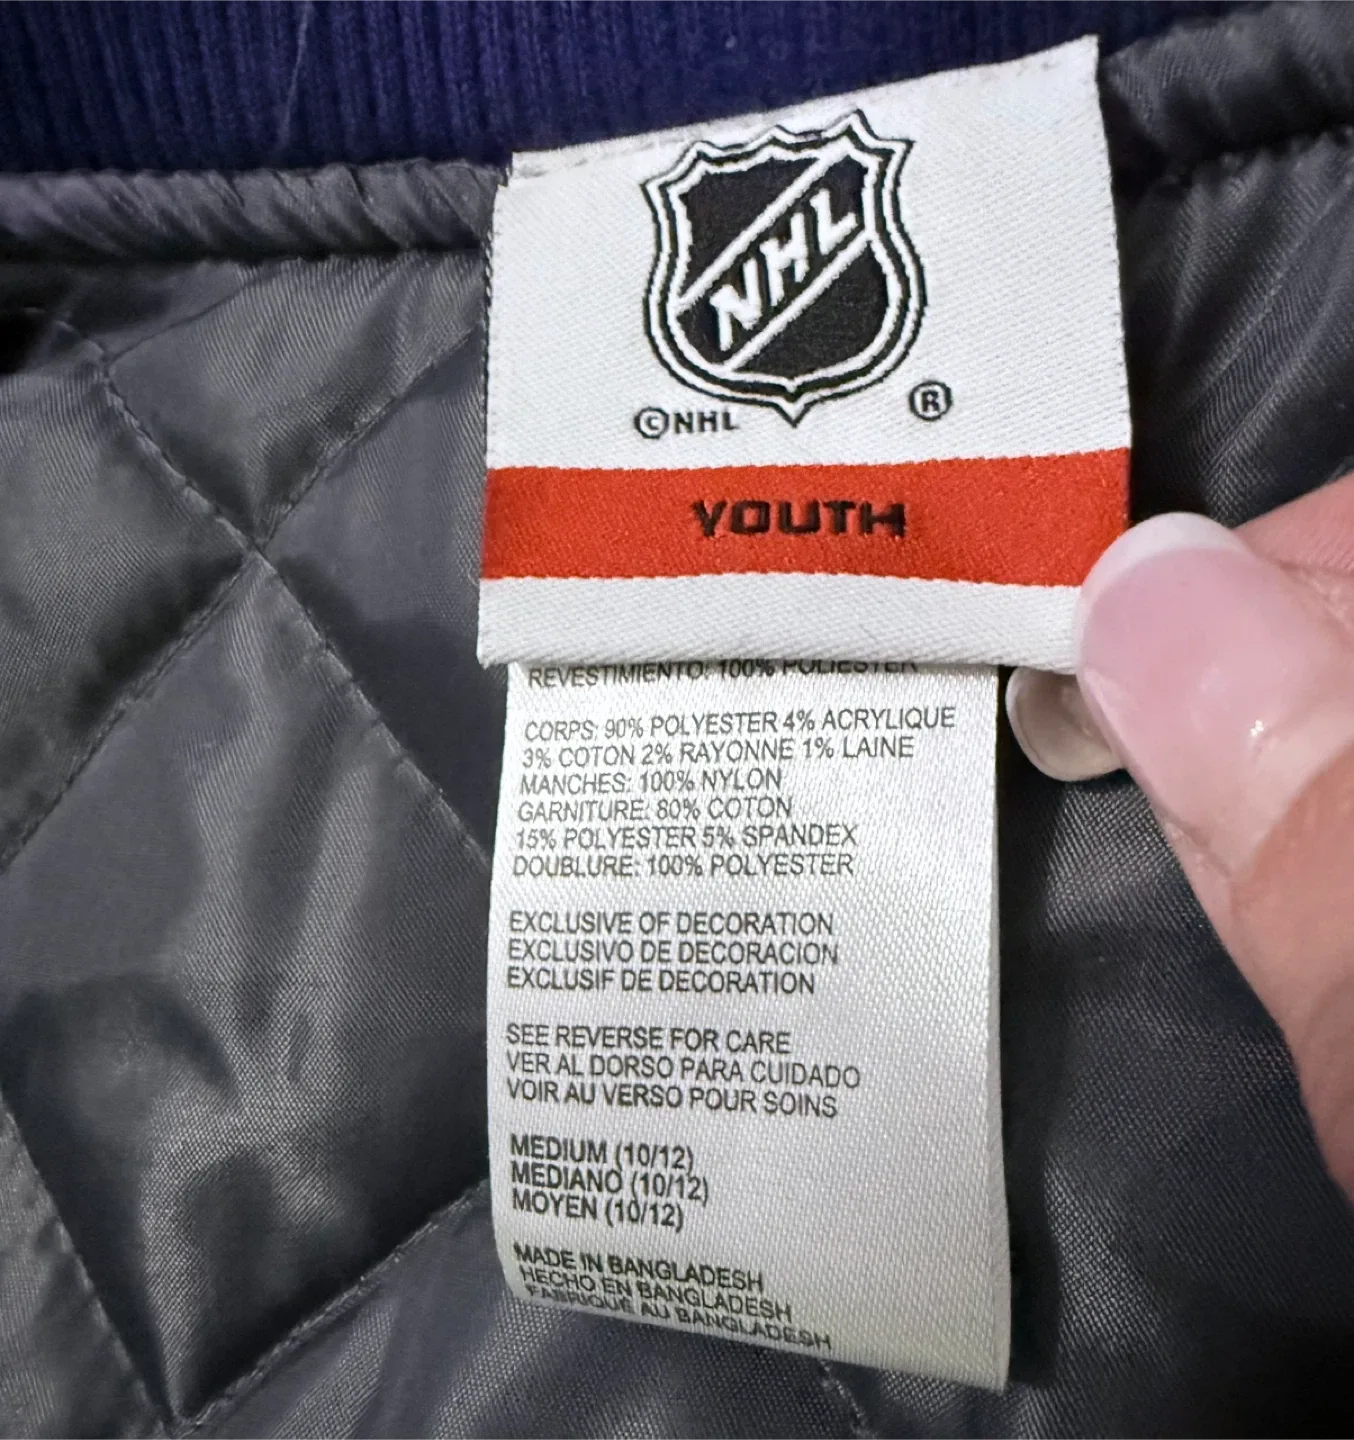 NHL
©NHL ®
YOUTH
REVESTIMIENTO: 100% POLIESTER
CORPS: 90% POLYESTER 4% ACRYLIQUE
3% COTON 2% RAYONNE 1% LAINE
MANCHES: 100% NYLON
GARNITURE: 80% COTON
15% POLYESTER 5% SPANDEX
DOUBLURE: 100% POLYESTER
EXCLUSIVE OF DECORATION
EXCLUSIVO DE DECORACION
EXCLUSIF DE DECORATION
SEE REVERSE FOR CARE
VER AL DORSO PARA CUIDADO
VOIR AU VERSO POUR SOINS
MEDIUM (10/12)
MEDIANO (10/12)
MOYEN (10/12)
MADE IN BANGLADESH
HECHO EN BANGLADESH
FABRIQUÉ AU BANGLADESH